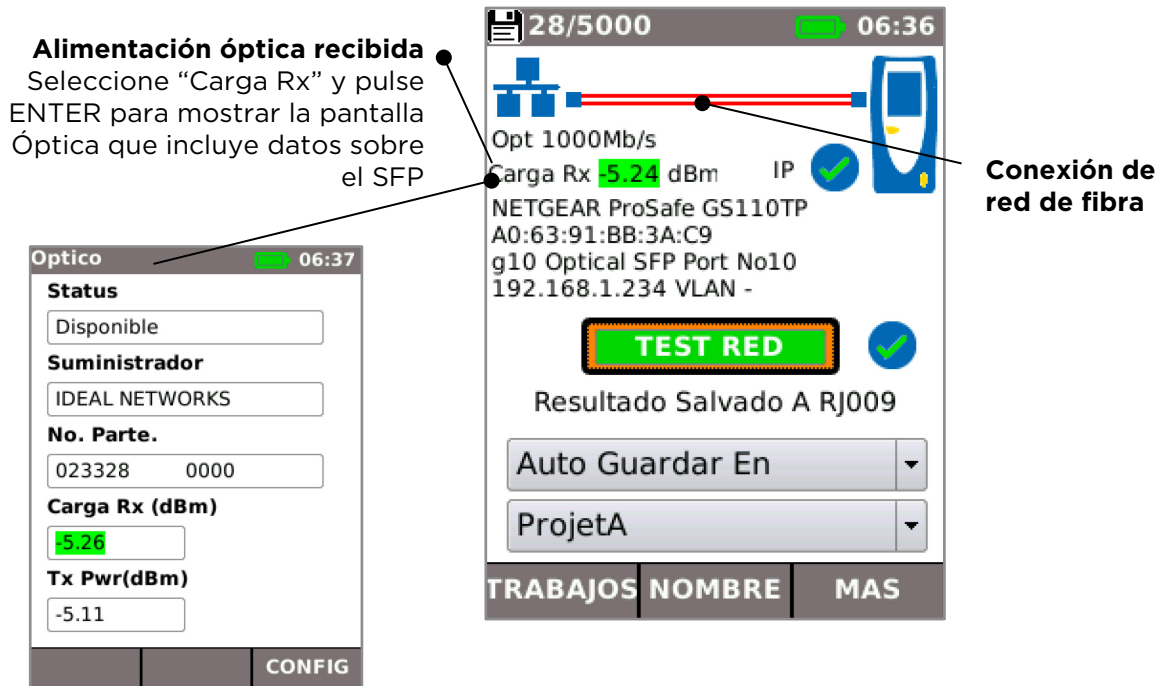 Alimentación óptica recibida
Seleccione “Carga Rx” y pulse
ENTER para mostrar la pantalla
Óptica que incluye datos sobre
el SFP
28/5000 06:36
Opt 1000Mb/s
Carga Rx -5.24 dBm IP
NETGEAR ProSafe GS110TP
A0:63:91:BB:3A:C9
g10 Optical SFP Port No10
192.168.1.234 VLAN -
TEST RED
Resultado Salvado A RJ009
Auto Guardar En
ProjetA
TRABAJOS NOMBRE MAS
Conexión de
red de fibra
Optico 06:37
Status
Disponible
Suministrador
IDEAL NETWORKS
No. Parte.
023328 0000
Carga Rx (dBm)
-5.26
Tx Pwr(dBm)
-5.11
CONFIG